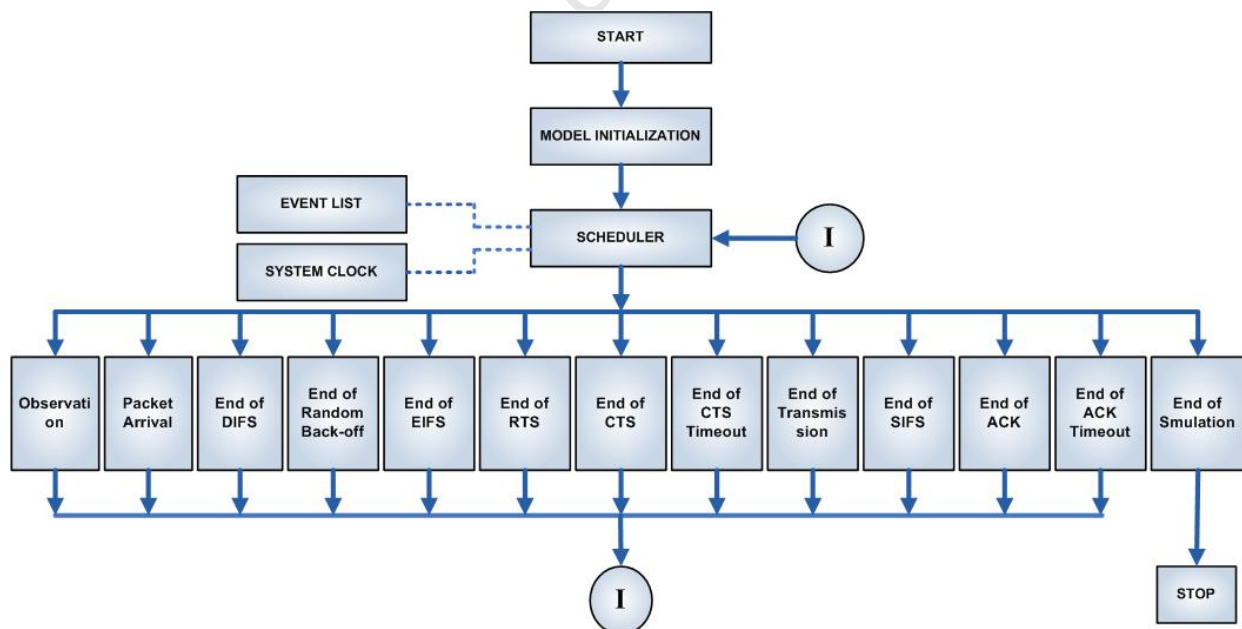 START
MODEL INITIALIZATION
EVENT LIST
SCHEDULER
I
SYSTEM CLOCK
Observati
on
Packet
Arrival
End of
DIFS
End of
Random
Back-off
End of
EIFS
End of
RTS
End of
CTS
End of
CTS
Timeout
End of
Transmis
sion
End of
SIFS
End of
ACK
End of
ACK
Timeout
End of
Smulation
I
STOP